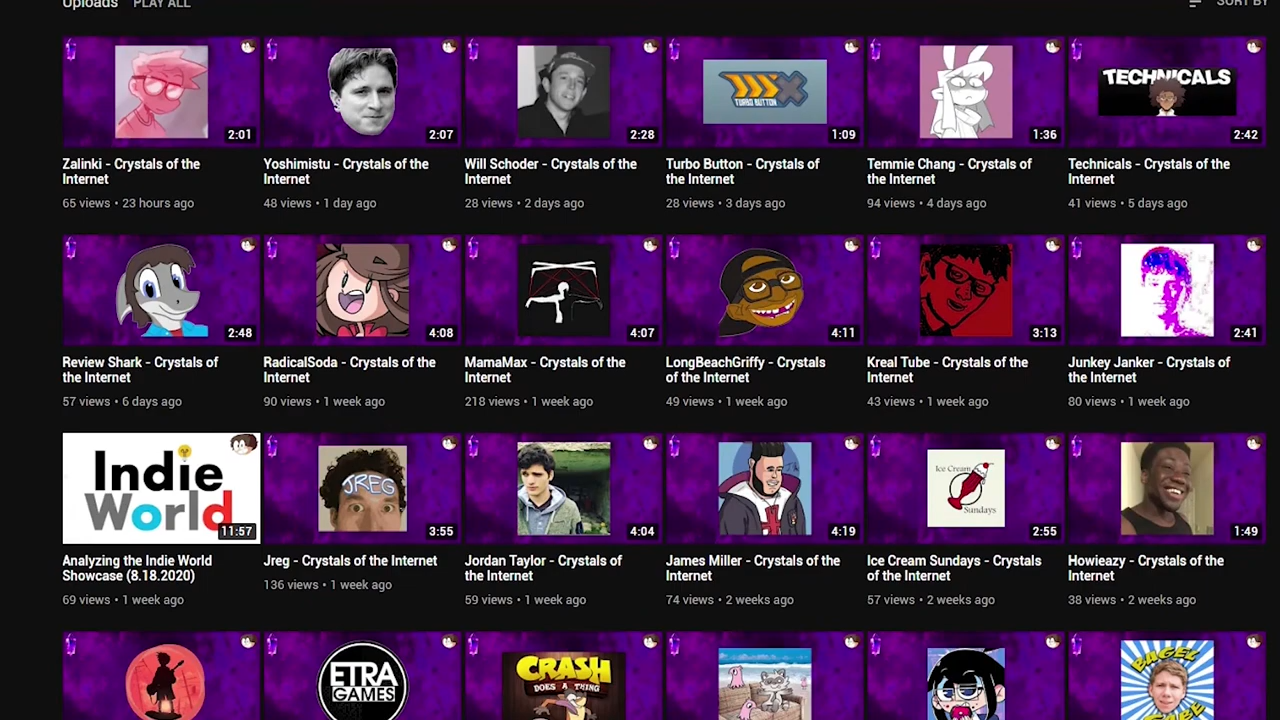 Uploads PLAY ALL SORT BY
2:01 2:07 2:28 TURBO BUTTON 1:09 1:36 TECHNICALS 2:42
Zalinki - Crystals of the Yoshimistu - Crystals of the Will Schoder - Crystals of the Turbo Button - Crystals of Temmie Chang - Crystals of Technicals - Crystals of the
Internet Internet Internet the Internet the Internet Internet
65 views • 23 hours ago 48 views • 1 day ago 28 views • 2 days ago 28 views • 3 days ago 94 views • 4 days ago 41 views • 5 days ago
2:48 4:08 4:07 4:11 3:13 2:41
Review Shark - Crystals of RadicalSoda - Crystals of the MamaMax - Crystals of the LongBeachGriffy - Crystals Kreal Tube - Crystals of the Junkey Janker - Crystals of
the Internet Internet Internet of the Internet Internet the Internet
57 views • 6 days ago 90 views • 1 week ago 218 views • 1 week ago 49 views • 1 week ago 43 views • 1 week ago 80 views • 1 week ago
Indie JREG Ice Cream
World Sundays
11:57 3:55 4:04 4:19 2:55 1:49
Analyzing the Indie World Jreg - Crystals of the Internet Jordan Taylor - Crystals of James Miller - Crystals of the Ice Cream Sundays - Crystals Howieazy - Crystals of the
Showcase (8.18.2020) 136 views • 1 week ago the Internet Internet of the Internet Internet
69 views • 1 week ago 59 views • 1 week ago 74 views • 2 weeks ago 57 views • 2 weeks ago 38 views • 2 weeks ago
ETRA CRASH BAGEL
GAMES DOES A THING